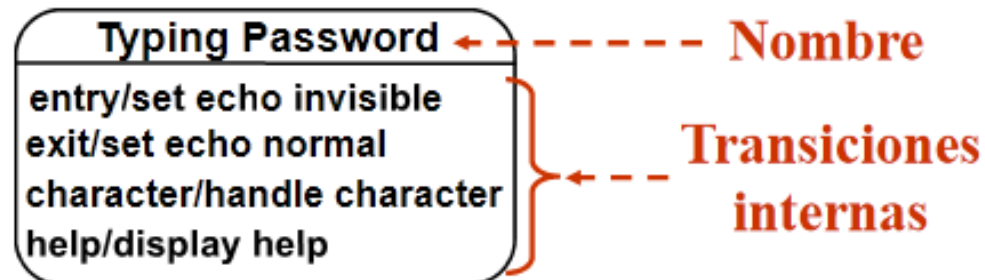 Typing Password
Nombre
entry/set echo invisible
exit/set echo normal
character/handle character
help/display help
Transiciones
internas